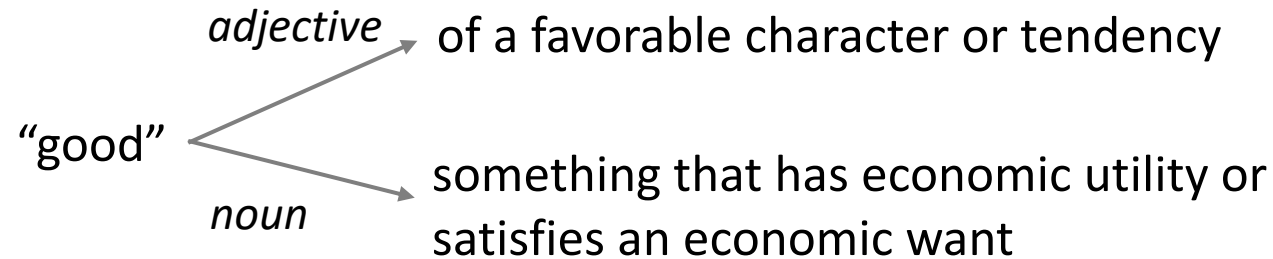 adjective
of a favorable character or tendency
“good”
something that has economic utility or
noun
satisfies an economic want